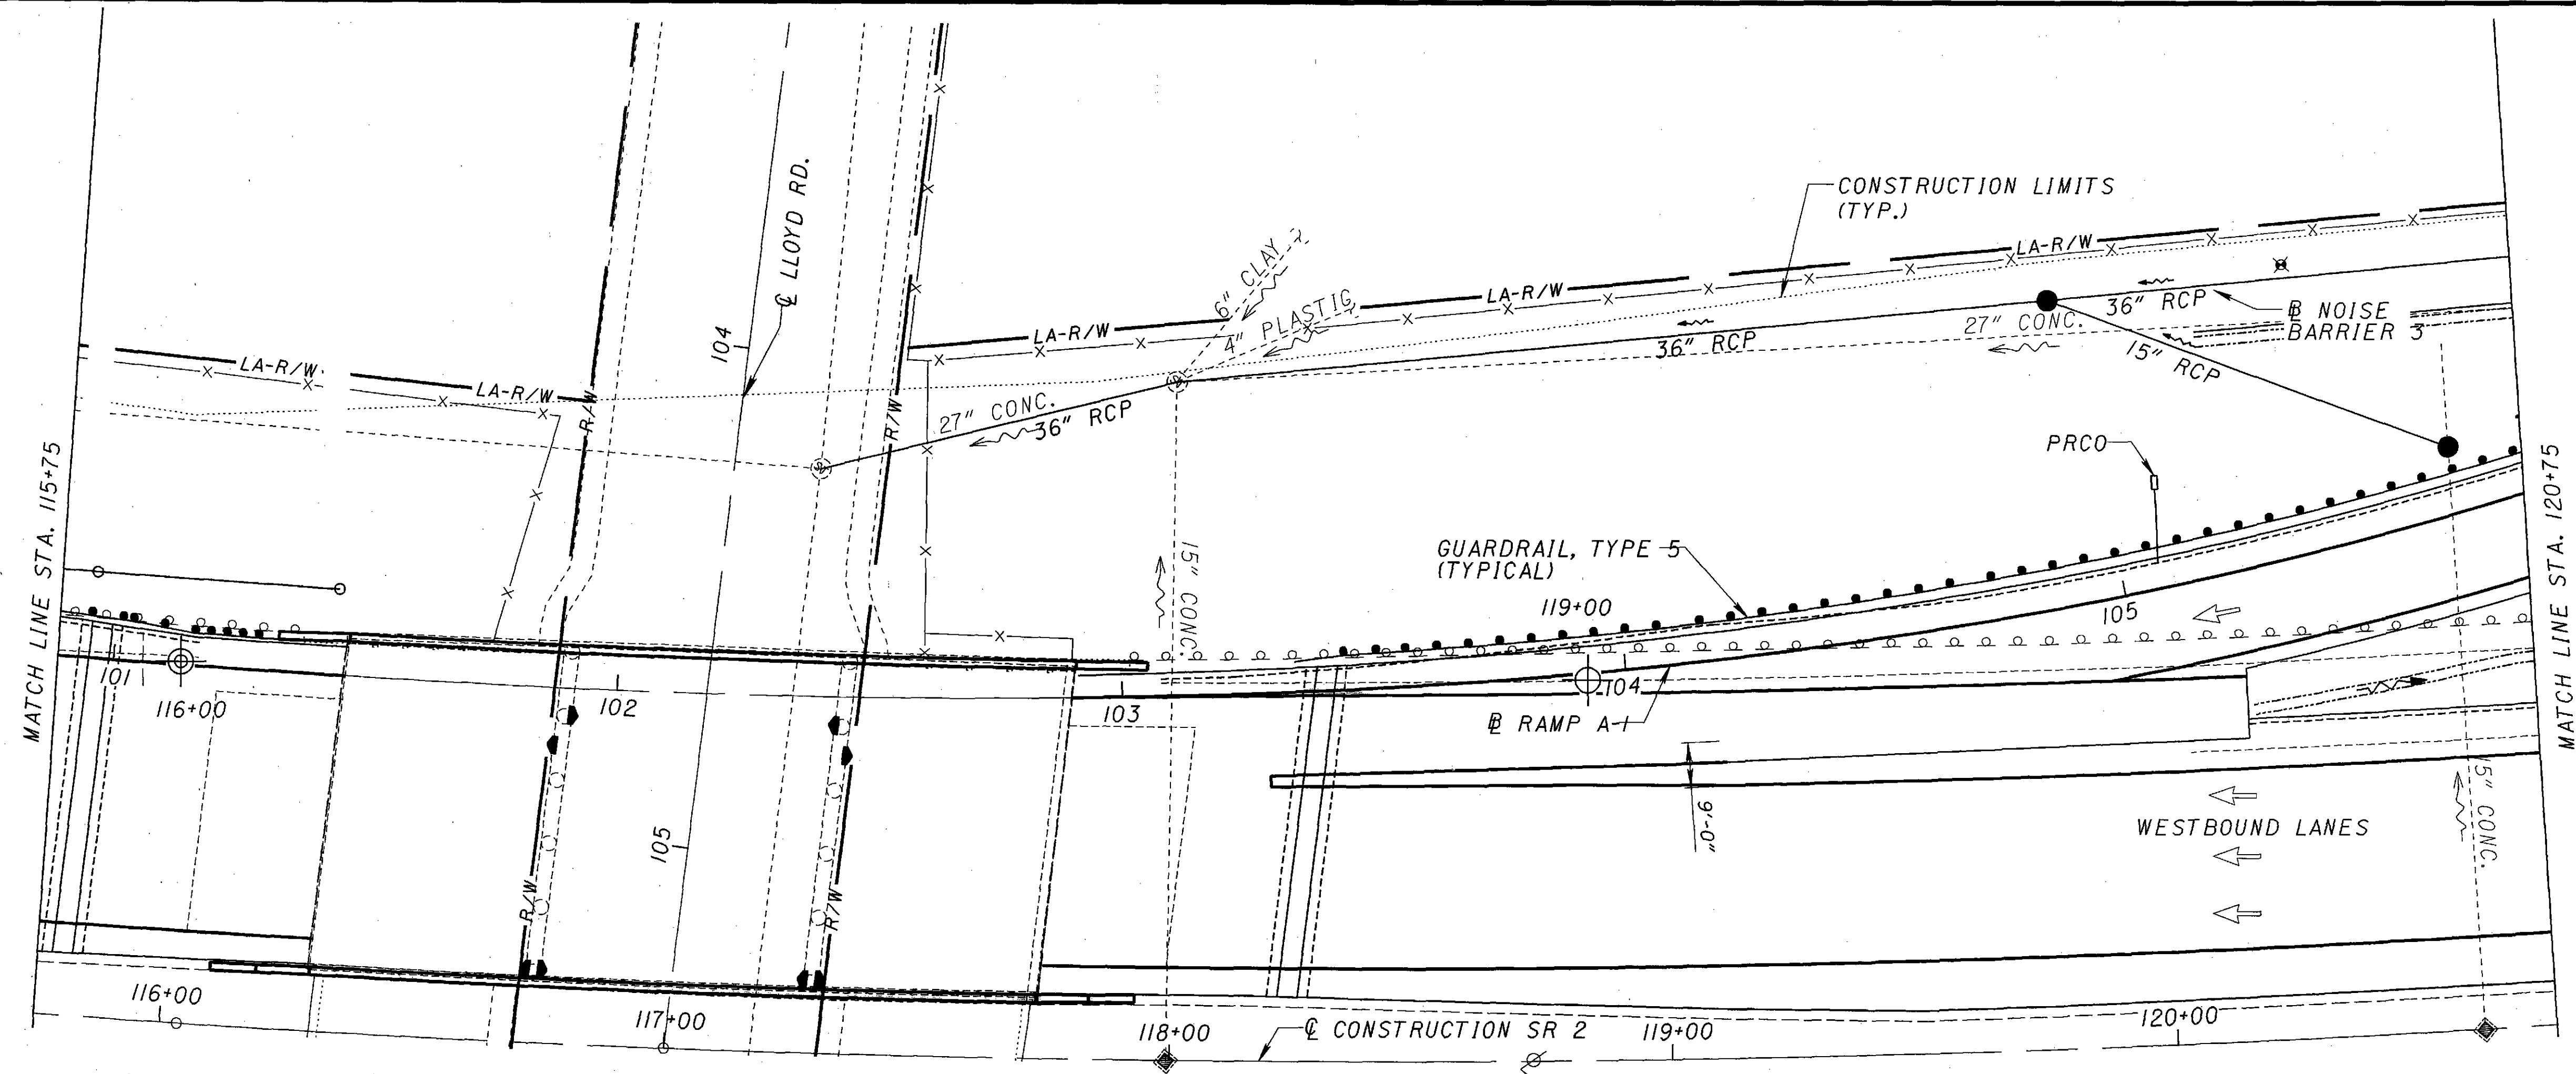 MATCH LINE STA. 115+75
℄ LLOYD RD.
104
105
CONSTRUCTION LIMITS
(TYP.)
LA-R/W
LA-R/W
LA-R/W
LA-R/W
LA-R/W
R/W
R/W
6" CLAY
4" PLASTIC
27" CONC.
36" RCP
36" RCP
27" CONC.
36" RCP
NOISE
BARRIER 3
15" RCP
PRCO
15" CONC.
GUARDRAIL, TYPE 5
(TYPICAL)
119+00
105
101
116+00
102
103
104
RAMP A-1
9'-0"
WESTBOUND LANES
15" CONC.
R/W
R/W
116+00
117+00
118+00
℄ CONSTRUCTION SR 2
119+00
120+00
MATCH LINE STA. 120+75